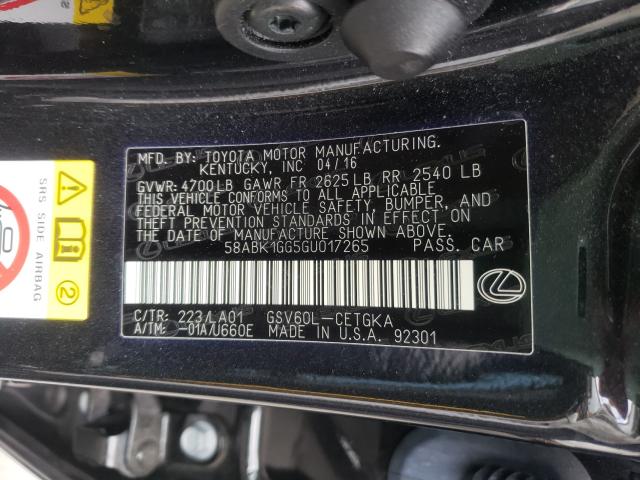 MFD. BY: TOYOTA MOTOR MANUFACTURING.
KENTUCKY, INC 04/16
GVWR: 4700LB GAWR FR 2625LB RR 2540 LB
THIS VEHICLE CONFORMS TO ALL APPLICABLE
FEDERAL MOTOR VEHICLE SAFETY, BUMPER, AND
THEFT PREVENTION STANDARDS IN EFFECT ON
THE DATE OF MANUFACTURE SHOWN ABOVE.
58ABK1GG5GU017265 PASS. CAR
C/TR: 223/LA01 GSV60L-CETGKA
A/TM: -01A/U660E MADE IN U.S.A. 92301
SRS SIDE AIRBAG
2